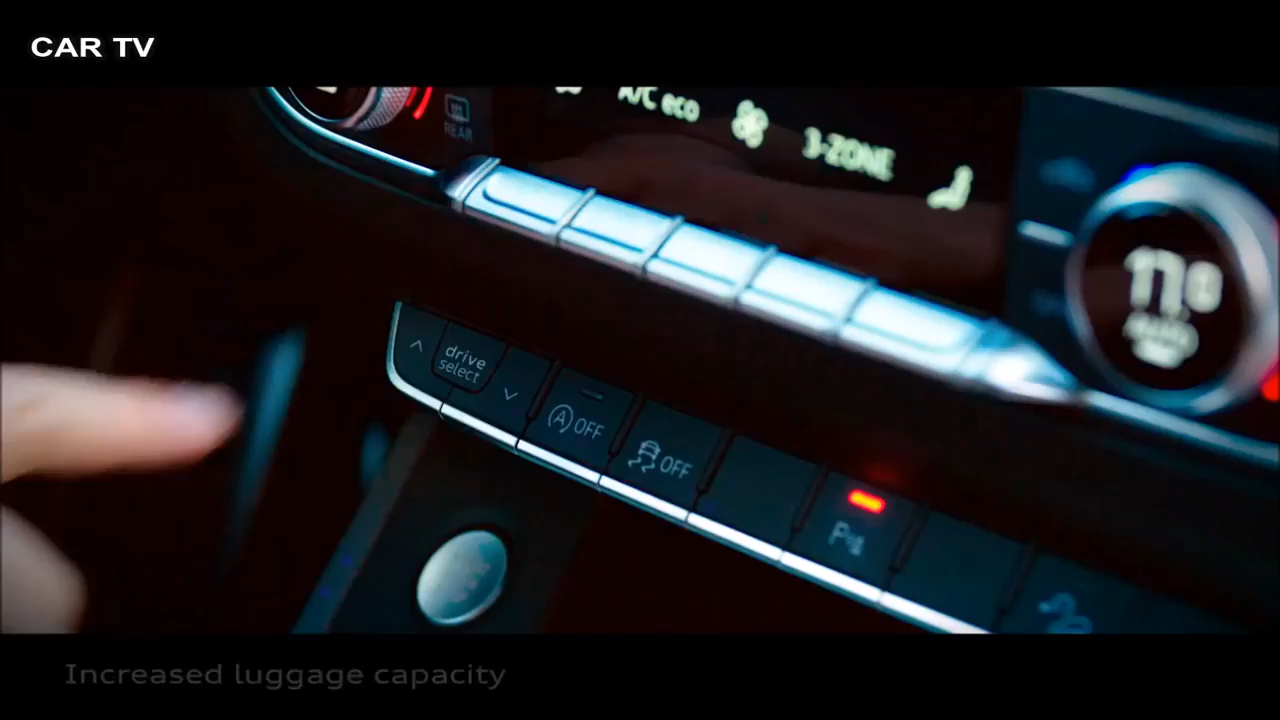 CAR TV
REAR
A/C eco
3-ZONE
drive
select
A OFF
OFF
P
Increased luggage capacity